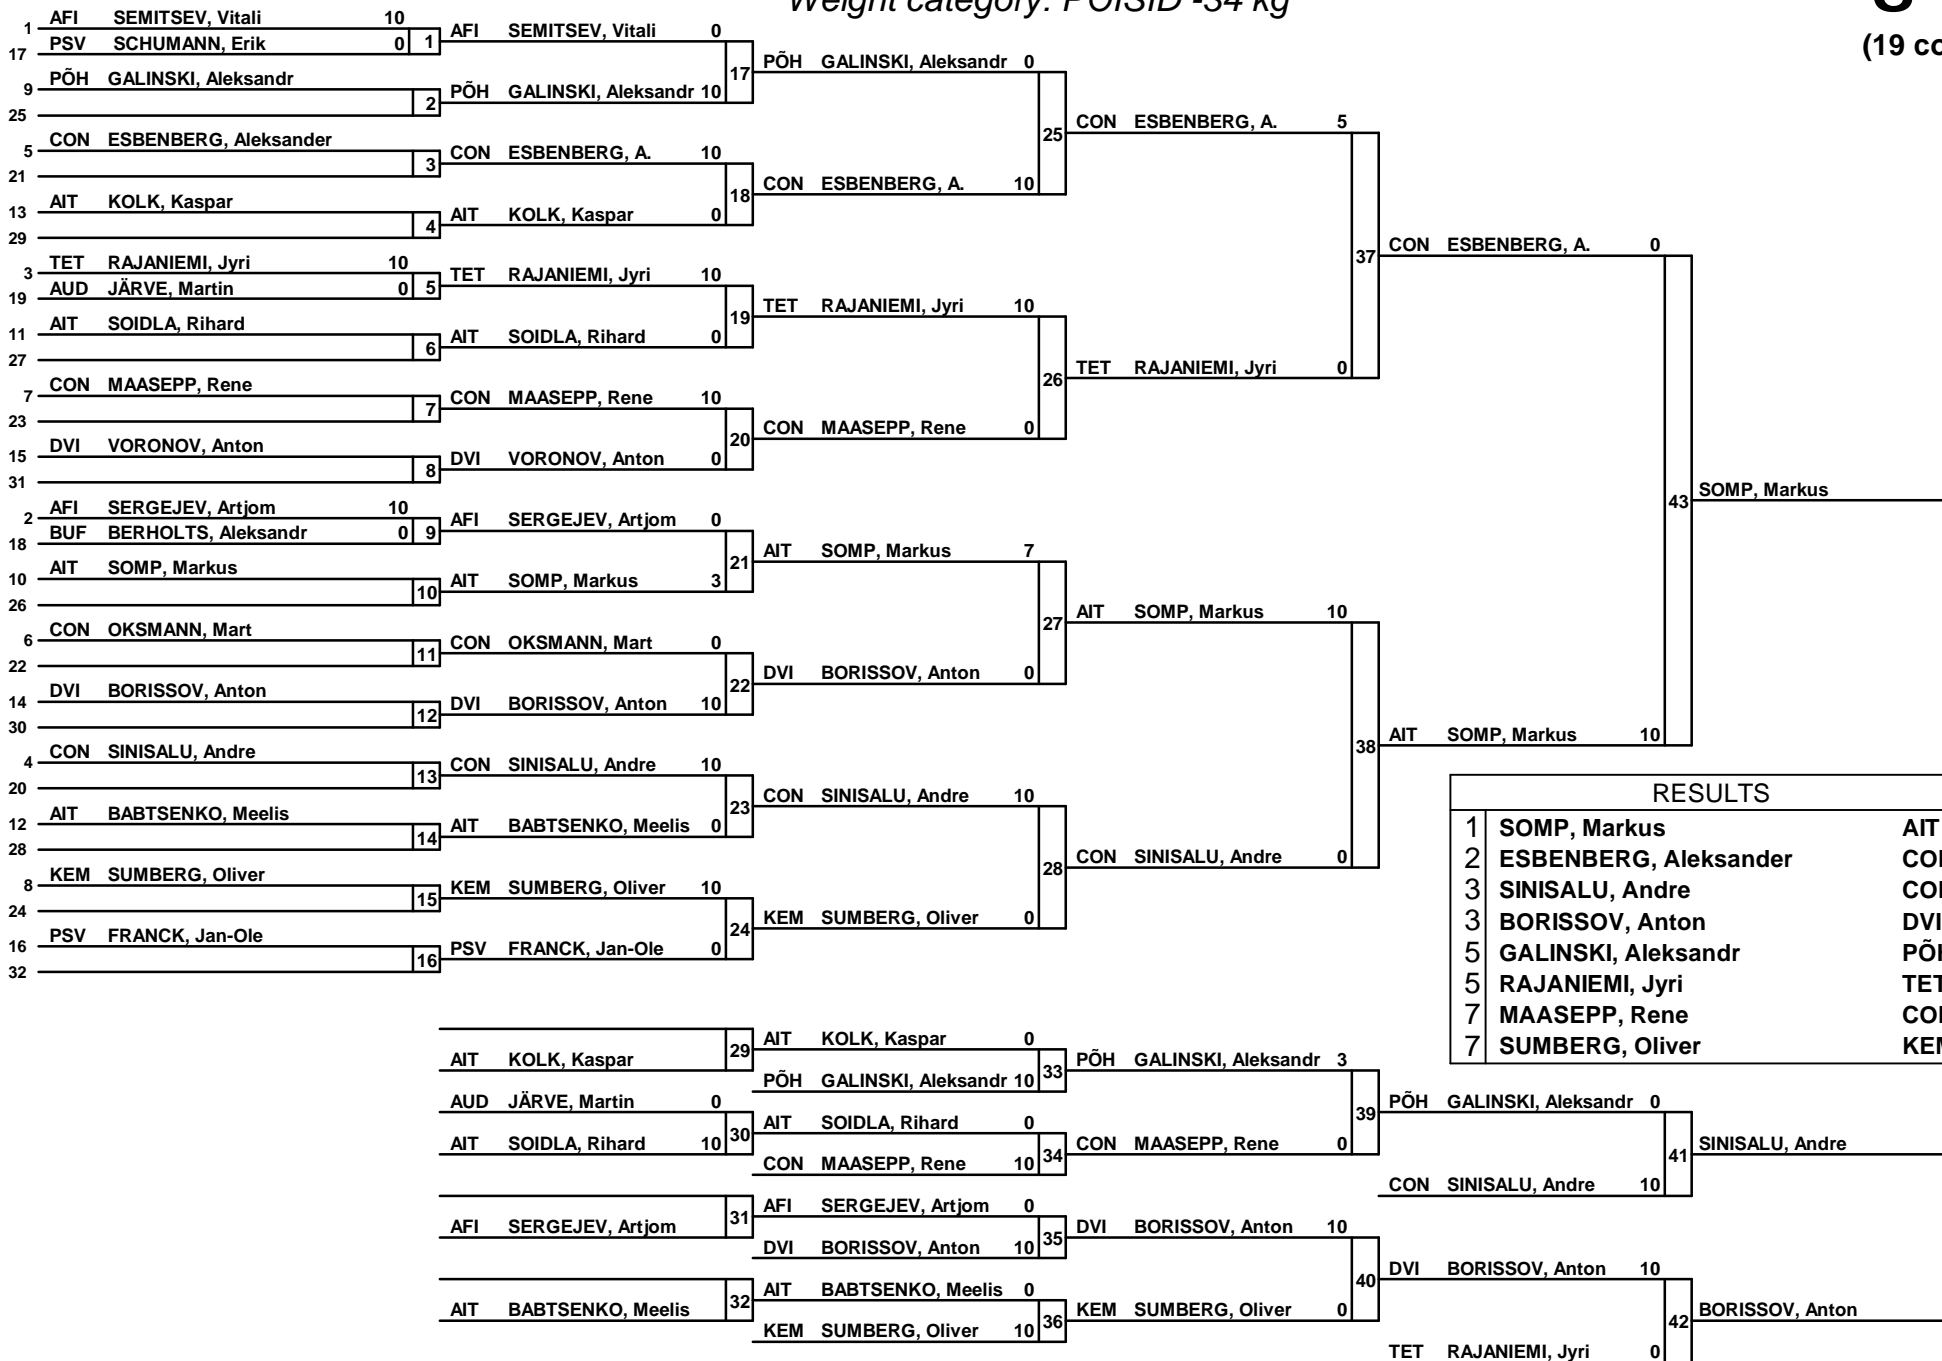 Weight category: POISID -34 kg
(19 co
1 AFI SEMITSEV, Vitali 10
17 PSV SCHUMANN, Erik 0 1
9 PÕH GALINSKI, Aleksandr
25 2
5 CON ESBENBERG, Aleksander
21 3
13 AIT KOLK, Kaspar
29 4
3 TET RAJANIEMI, Jyri 10
19 AUD JÄRVE, Martin 0 5
11 AIT SOIDLA, Rihard
27 6
7 CON MAASEPP, Rene
23 7
15 DVI VORONOV, Anton
31 8
2 AFI SERGEJEV, Artjom 10
18 BUF BERHOLTS, Aleksandr 0 9
10 AIT SOMP, Markus
26 10
6 CON OKSMANN, Mart
22 11
14 DVI BORISSOV, Anton
30 12
4 CON SINISALU, Andre
20 13
12 AIT BABTSENKO, Meelis
28 14
8 KEM SUMBERG, Oliver
24 15
16 PSV FRANCK, Jan-Ole
32 16
AFI SEMITSEV, Vitali 0
17
PÕH GALINSKI, Aleksandr 10
CON ESBENBERG, A. 10
18
AIT KOLK, Kaspar 0
TET RAJANIEMI, Jyri 10
19
AIT SOIDLA, Rihard 0
CON MAASEPP, Rene 10
20
DVI VORONOV, Anton 0
AFI SERGEJEV, Artjom 0
21
AIT SOMP, Markus 3
CON OKSMANN, Mart 0
22
DVI BORISSOV, Anton 10
CON SINISALU, Andre 10
23
AIT BABTSENKO, Meelis 0
KEM SUMBERG, Oliver 10
24
PSV FRANCK, Jan-Ole 0
PÕH GALINSKI, Aleksandr 0
25
CON ESBENBERG, A. 10
TET RAJANIEMI, Jyri 10
26
CON MAASEPP, Rene 0
AIT SOMP, Markus 7
27
DVI BORISSOV, Anton 0
CON SINISALU, Andre 10
28
KEM SUMBERG, Oliver 0
CON ESBENBERG, A. 5
37
TET RAJANIEMI, Jyri 0
AIT SOMP, Markus 10
38
CON SINISALU, Andre 0
CON ESBENBERG, A. 0
43
AIT SOMP, Markus 10
SOMP, Markus
RESULTS
1 SOMP, Markus AIT
2 ESBENBERG, Aleksander CON
3 SINISALU, Andre CON
3 BORISSOV, Anton DVI
5 GALINSKI, Aleksandr PÕH
5 RAJANIEMI, Jyri TET
7 MAASEPP, Rene CON
7 SUMBERG, Oliver KEM
29
AIT KOLK, Kaspar
AUD JÄRVE, Martin 0
30
AIT SOIDLA, Rihard 10
31
AFI SERGEJEV, Artjom
32
AIT BABTSENKO, Meelis
AIT KOLK, Kaspar 0
33
PÕH GALINSKI, Aleksandr 10
AIT SOIDLA, Rihard 0
34
CON MAASEPP, Rene 10
AFI SERGEJEV, Artjom 0
35
DVI BORISSOV, Anton 10
AIT BABTSENKO, Meelis 0
36
KEM SUMBERG, Oliver 10
PÕH GALINSKI, Aleksandr 3
39
CON MAASEPP, Rene 0
DVI BORISSOV, Anton 10
40
KEM SUMBERG, Oliver 0
PÕH GALINSKI, Aleksandr 0
41
CON SINISALU, Andre 10
DVI BORISSOV, Anton 10
42
TET RAJANIEMI, Jyri 0
SINISALU, Andre
BORISSOV, Anton